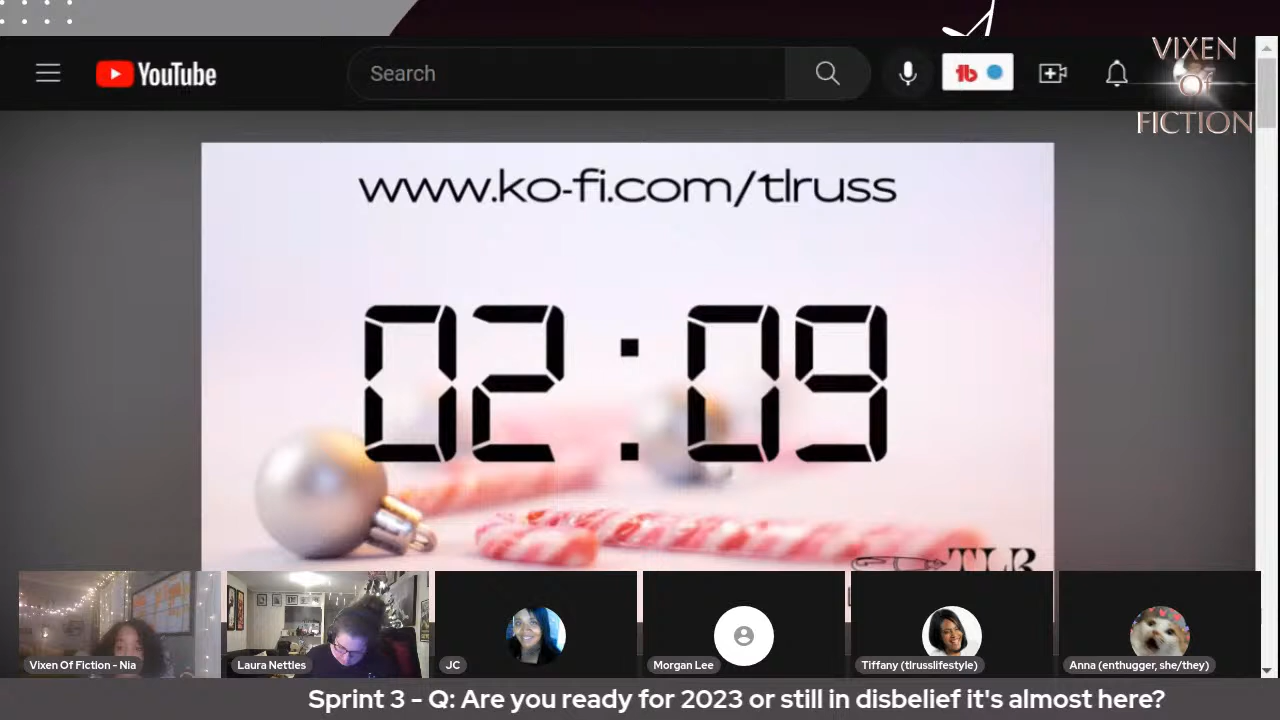 VIXEN
Of
FICTION
YouTube
Search
www.ko-fi.com/tlruss
02:09
TLR
Vixen Of Fiction - Nia
Laura Nettles
JC
Morgan Lee
Tiffany (tlrusslifestyle)
Anna (enthugger, she/they)
Sprint 3 - Q: Are you ready for 2023 or still in disbelief it's almost here?